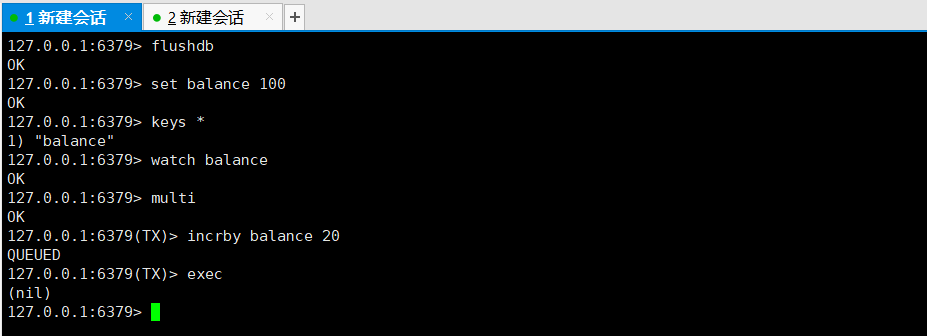 1 新建会话 × 2 新建会话 × +
127.0.0.1:6379> flushdb
OK
127.0.0.1:6379> set balance 100
OK
127.0.0.1:6379> keys *
1) "balance"
127.0.0.1:6379> watch balance
OK
127.0.0.1:6379> multi
OK
127.0.0.1:6379(TX)> incrby balance 20
QUEUED
127.0.0.1:6379(TX)> exec
(nil)
127.0.0.1:6379>